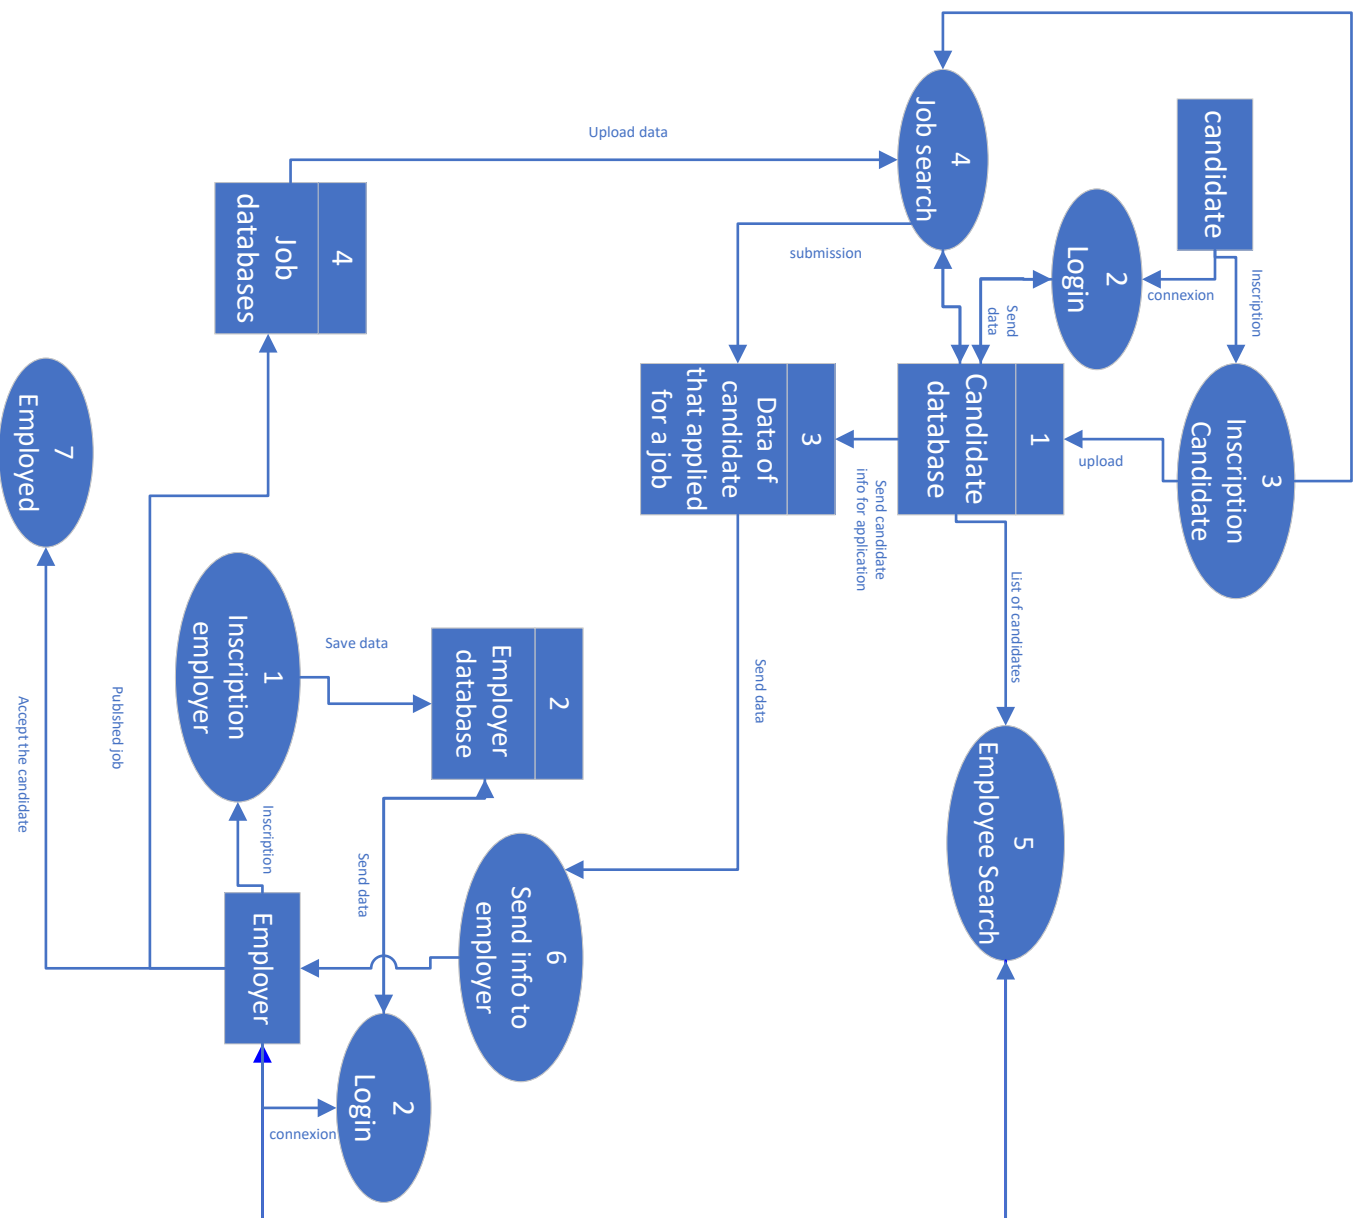 candidate
Inscription
connexion
2
Login
3
Inscription
Candidate
Send
data
upload
4
Job search
1
Candidate
database
Upload data
submission
Send candidate
info for application
List of candidates
3
Data of
candidate
that applied
for a job
4
Job
databases
5
Employee Search
Send data
7
Employed
2
Employer
database
Save data
1
Inscription
employer
Inscription
Send data
6
Send info to
employer
Publshed job
Accept the candidate
Employer
2
Login
connexion